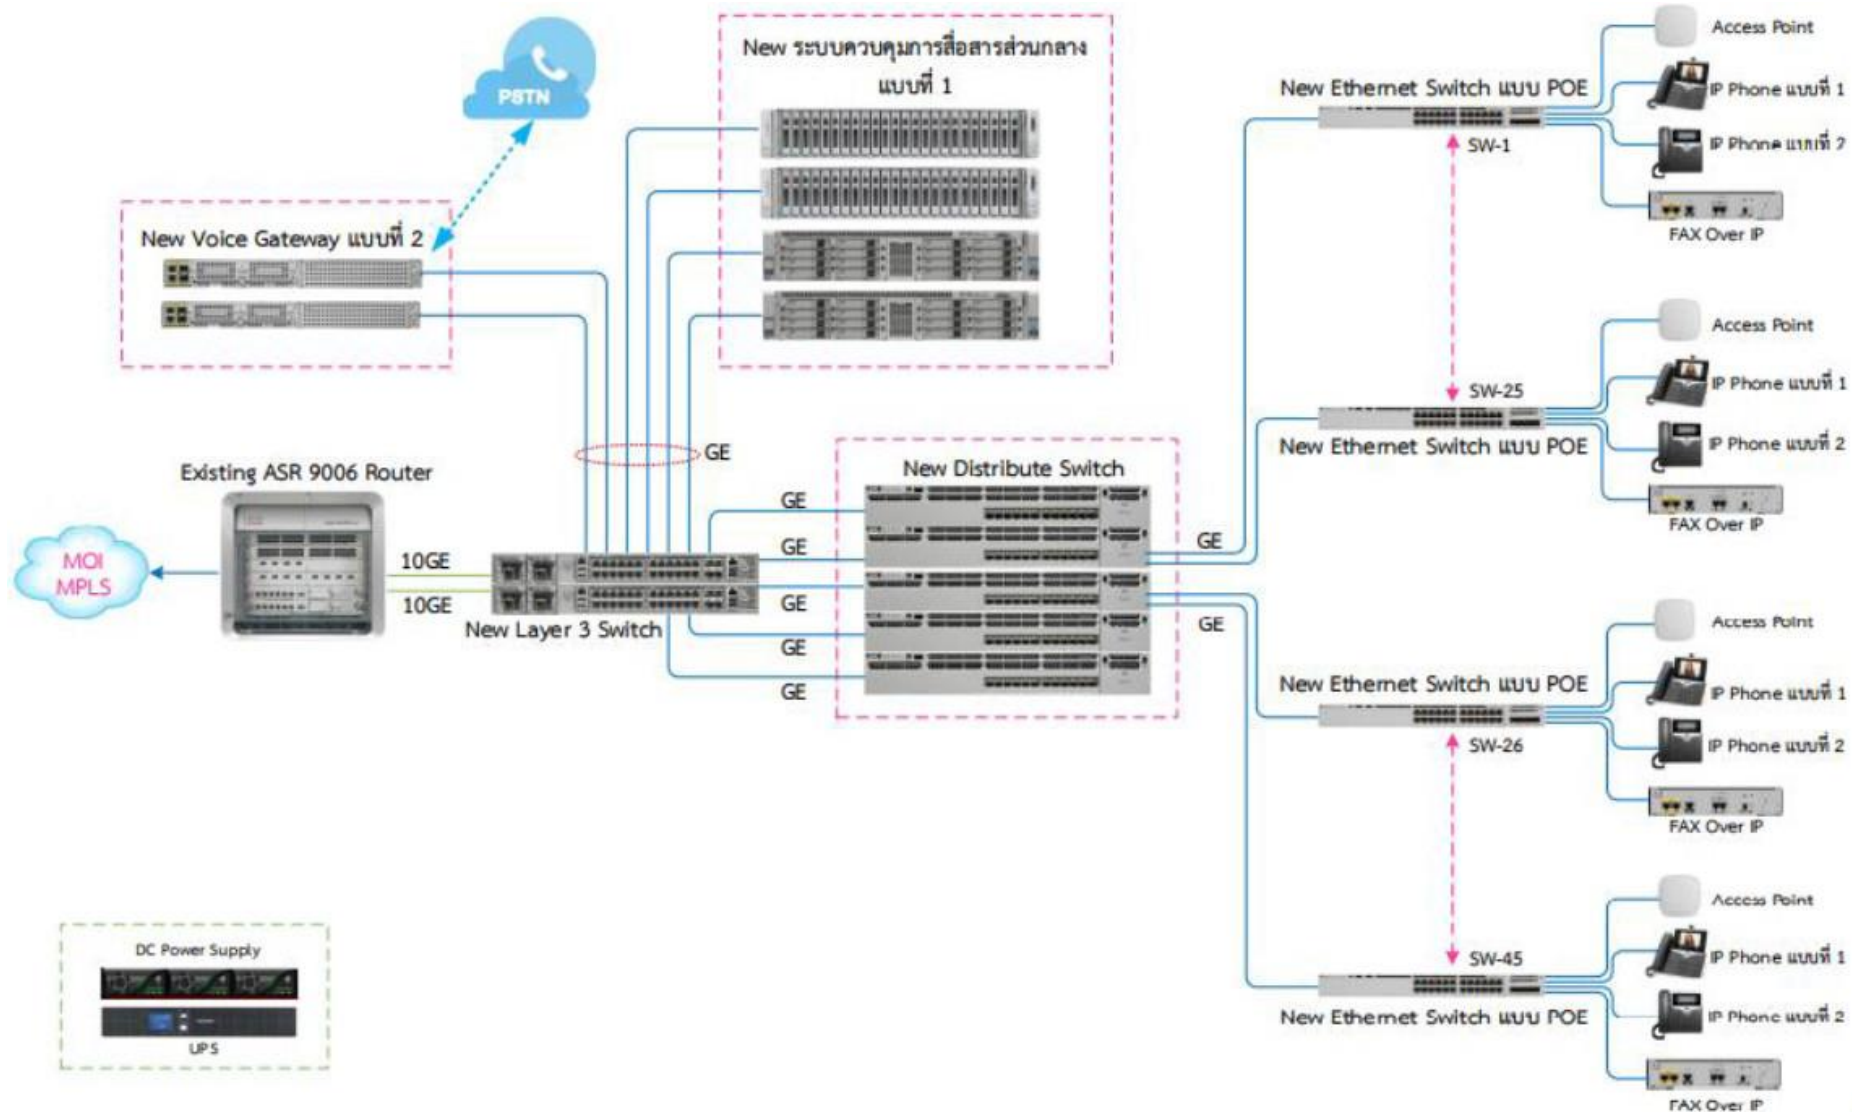 PSTN
New ระบบควบคุมการสื่อสารส่วนกลาง
แบบที่ 1
New Voice Gateway แบบที่ 2
GE
Existing ASR 9006 Router
MOI
MPLS
10GE
10GE
New Layer 3 Switch
New Distribute Switch
GE
GE
GE
GE
GE
GE
GE
New Ethernet Switch แบบ POE
SW-1
Access Point
IP Phone แบบที่ 1
IP Phone แบบที่ 2
FAX Over IP
SW-25
New Ethernet Switch แบบ POE
Access Point
IP Phone แบบที่ 1
IP Phone แบบที่ 2
FAX Over IP
New Ethernet Switch แบบ POE
SW-26
Access Point
IP Phone แบบที่ 1
IP Phone แบบที่ 2
FAX Over IP
SW-45
New Ethernet Switch แบบ POE
Access Point
IP Phone แบบที่ 1
IP Phone แบบที่ 2
FAX Over IP
DC Power Supply
UPS